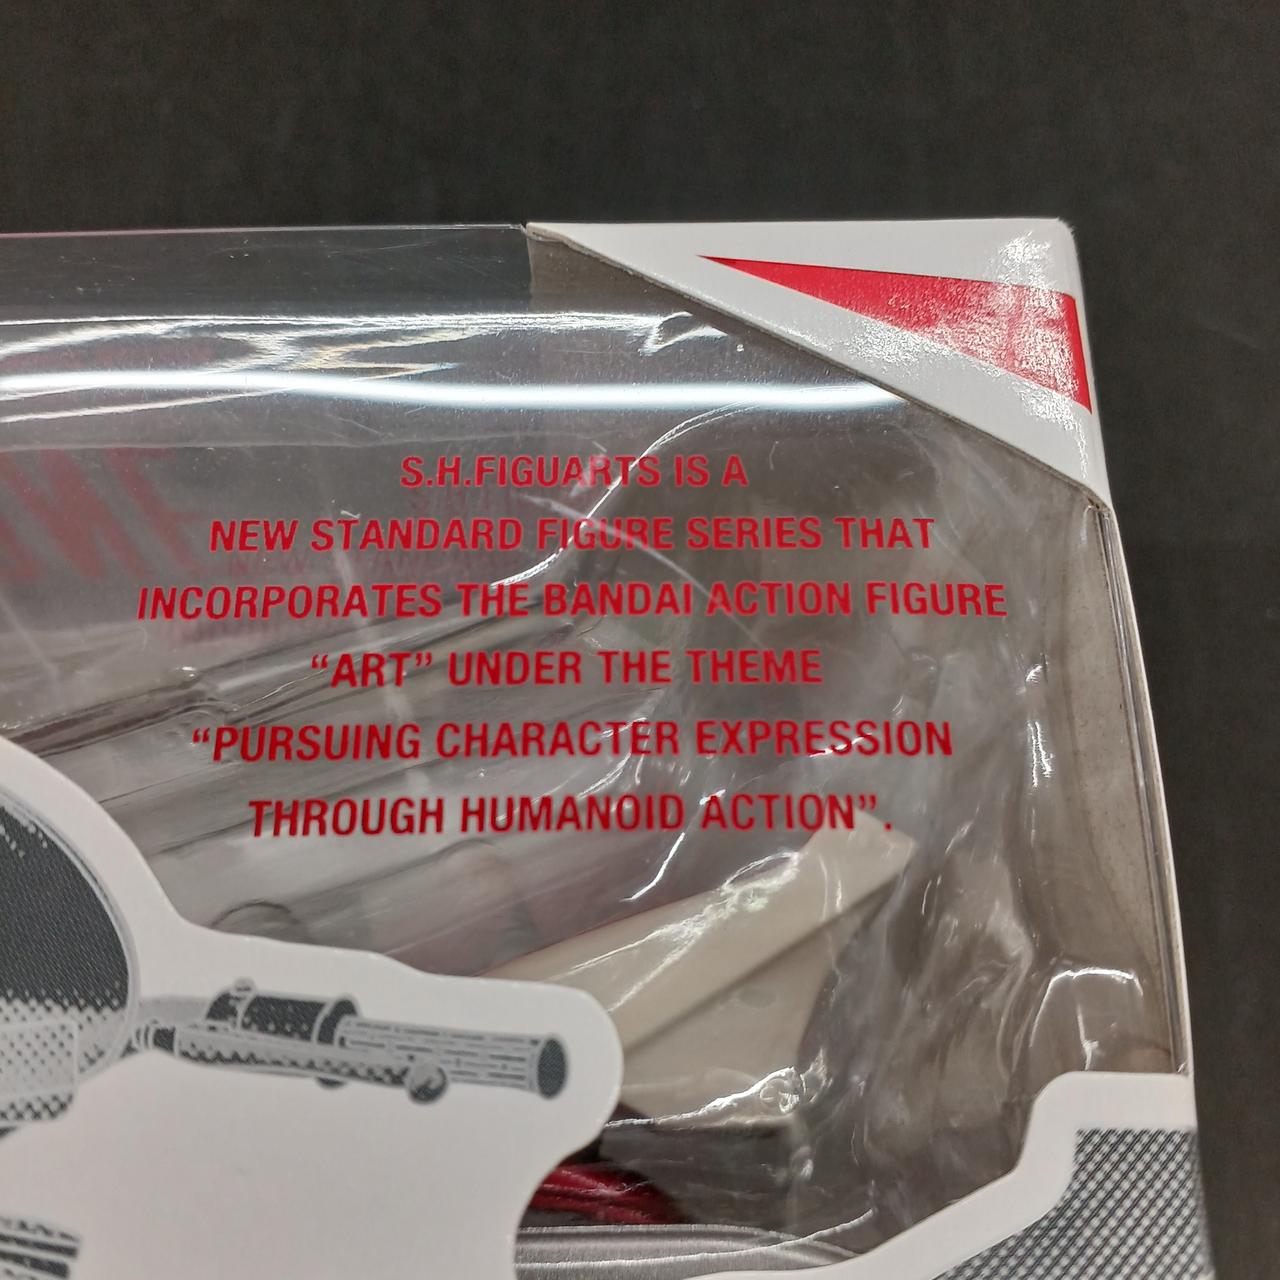 S.H.FIGUARTS IS A
NEW STANDARD FIGURE SERIES THAT
INCORPORATES THE BANDAI ACTION FIGURE
“ART” UNDER THE THEME
“PURSUING CHARACTER EXPRESSION
THROUGH HUMANOID ACTION”.